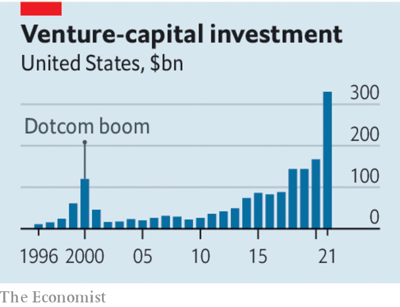 Venture-capital investment
United States, $bn
300
Dotcom boom
200
100
0
1996 2000 05 10 15 21
The Economist